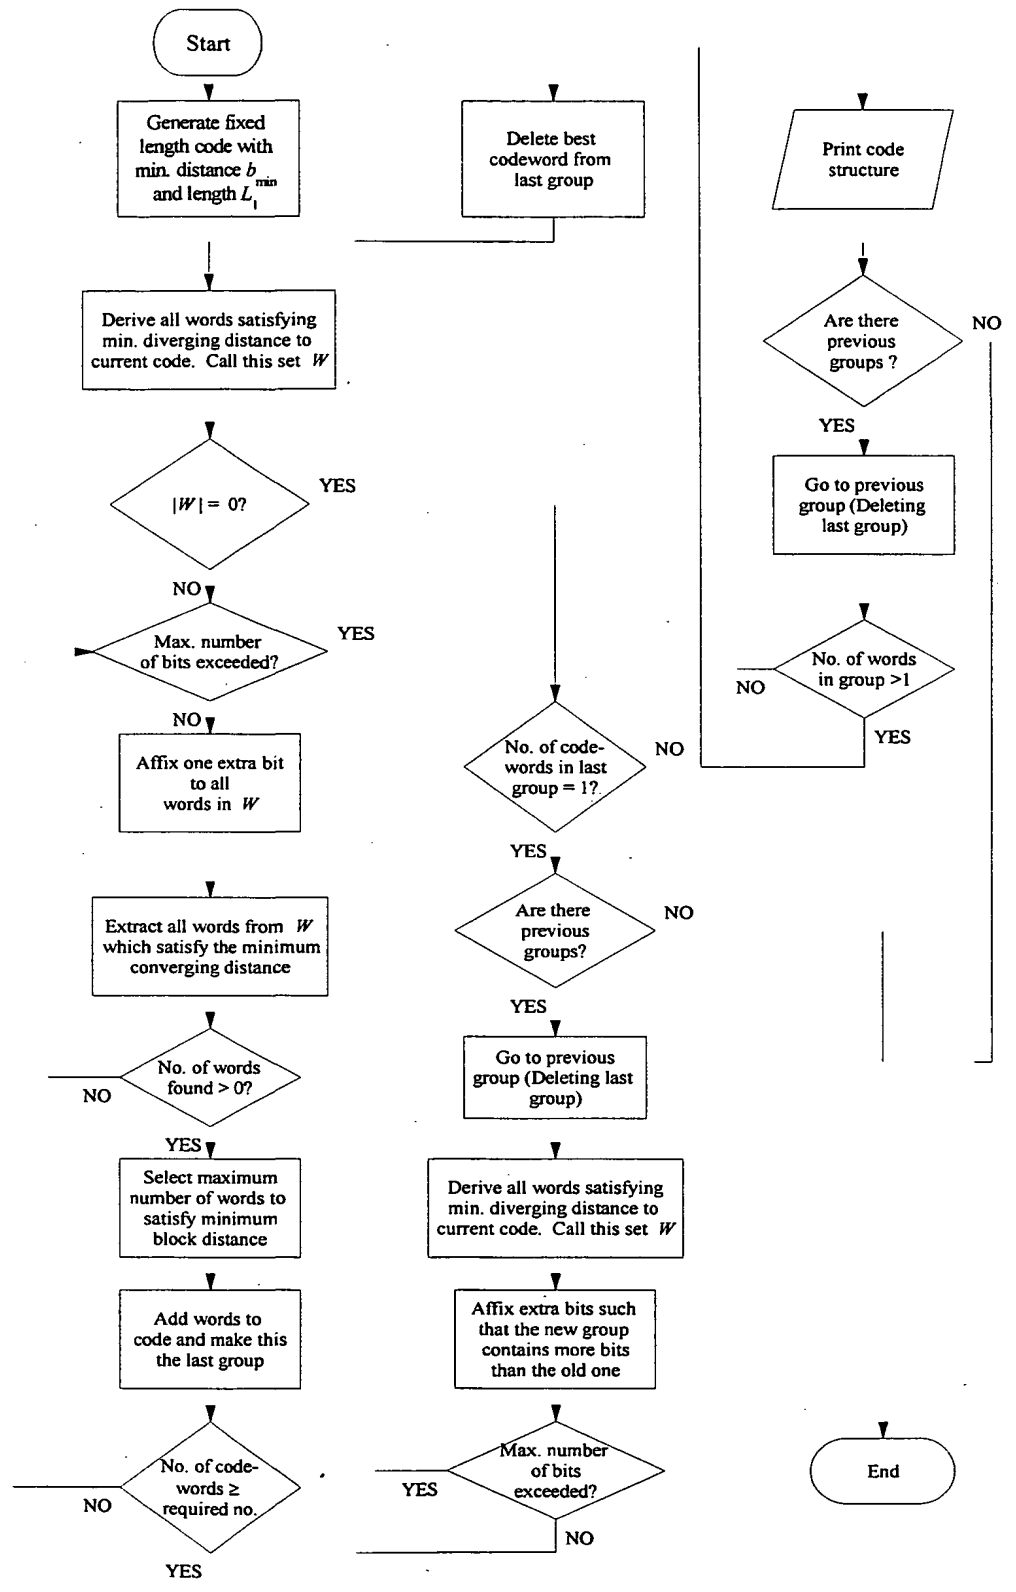 Start
Generate fixed
length code with
min. distance b min
and length L1
Derive all words satisfying
min. diverging distance to
current code. Call this set W
|W| = 0?
YES
NO
Max. number
of bits exceeded?
YES
NO
Affix one extra bit
to all
words in W
Extract all words from W
which satisfy the minimum
converging distance
No. of words
found > 0?
NO
YES
Select maximum
number of words to
satisfy minimum
block distance
Add words to
code and make this
the last group
No. of code-
words ≥
required no.
NO
YES
Delete best
codeword from
last group
No. of code-
words in last
group = 1?
NO
YES
Are there
previous
groups?
NO
YES
Go to previous
group (Deleting last
group)
Derive all words satisfying
min. diverging distance to
current code. Call this set W
Affix extra bits such
that the new group
contains more bits
than the old one
Max. number
of bits
exceeded?
YES
NO
Print code
structure
Are there
previous
groups ?
NO
YES
Go to previous
group (Deleting
last group)
No. of words
in group >1
NO
YES
End